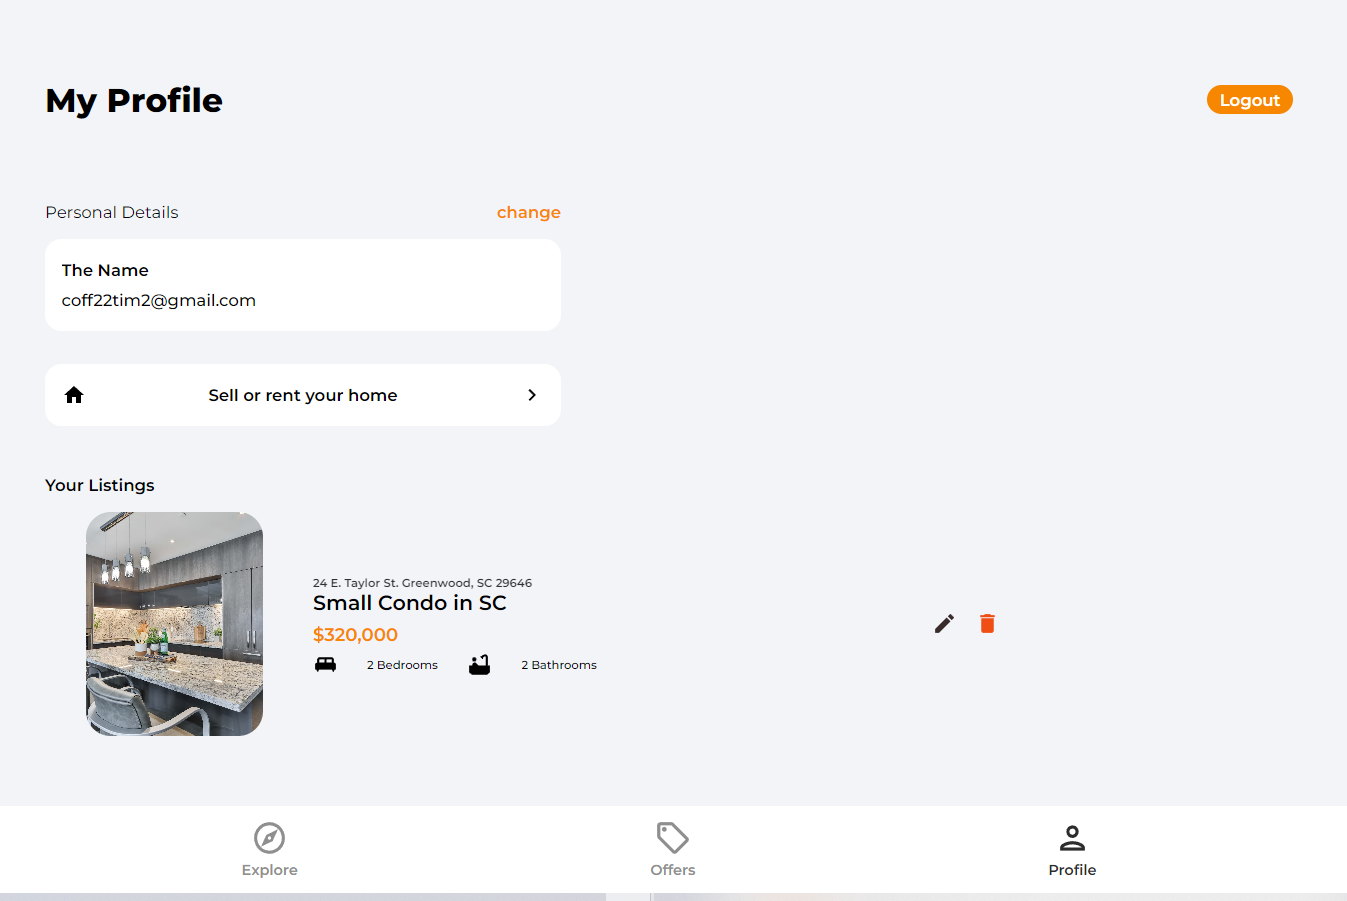 My Profile
Logout
Personal Details
change
The Name
coff22tim2@gmail.com
Sell or rent your home
Your Listings
24 E. Taylor St. Greenwood, SC 29646
Small Condo in SC
$320,000
2 Bedrooms
2 Bathrooms
Explore
Offers
Profile